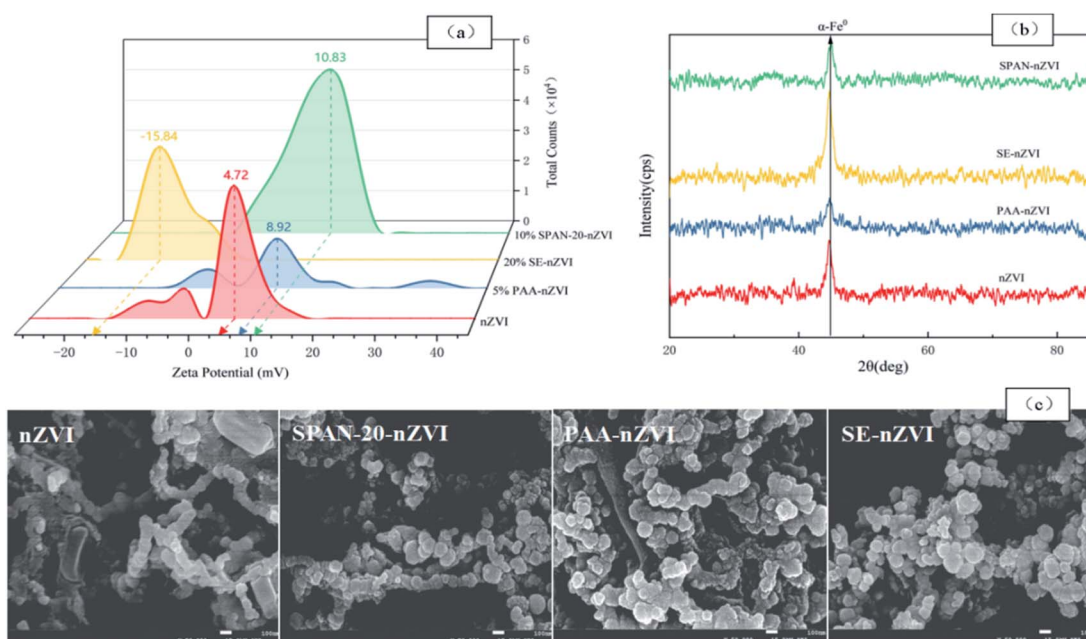 (a)
6
5
4
3
2
1
0
Total Counts (×10⁴)
10.83
-15.84
4.72
8.92
10% SPAN-20-nZVI
20% SE-nZVI
5% PAA-nZVI
nZVI
-20
-10
0
10
20
30
40
Zeta Potential (mV)
(b)
α-Fe⁰
SPAN-nZVI
SE-nZVI
PAA-nZVI
nZVI
Intensity(cps)
20
40
60
80
2θ(deg)
(c)
nZVI
SPAN-20-nZVI
PAA-nZVI
SE-nZVI
100nm
100nm
100nm